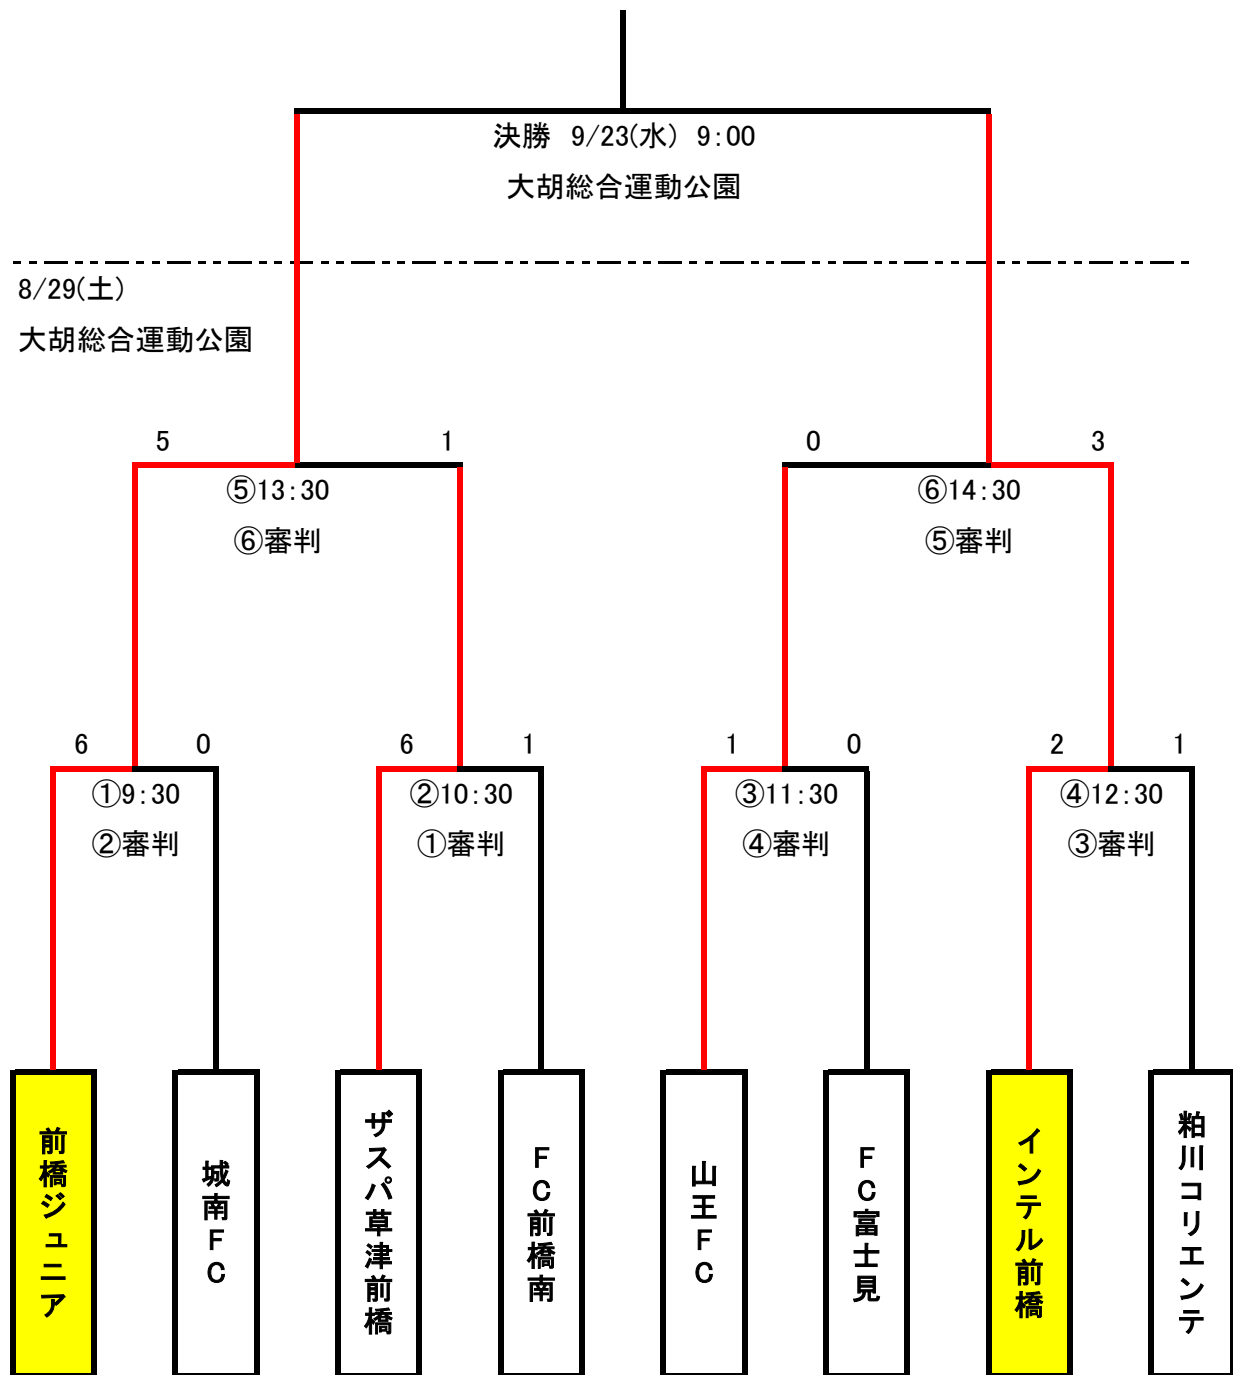 決勝 9/23(水) 9:00
大胡総合運動公園
8/29(土)
大胡総合運動公園
5 1 0 3
⑤13:30 ⑥14:30
⑥審判 ⑤審判
6 0 6 1 1 0 2 1
①9:30 ②10:30 ③11:30 ④12:30
②審判 ①審判 ④審判 ③審判
前橋ジュニア
城南FC
ザスパ草津前橋
FC前橋南
山王FC
FC富士見
インテル前橋
粕川コリエンテ